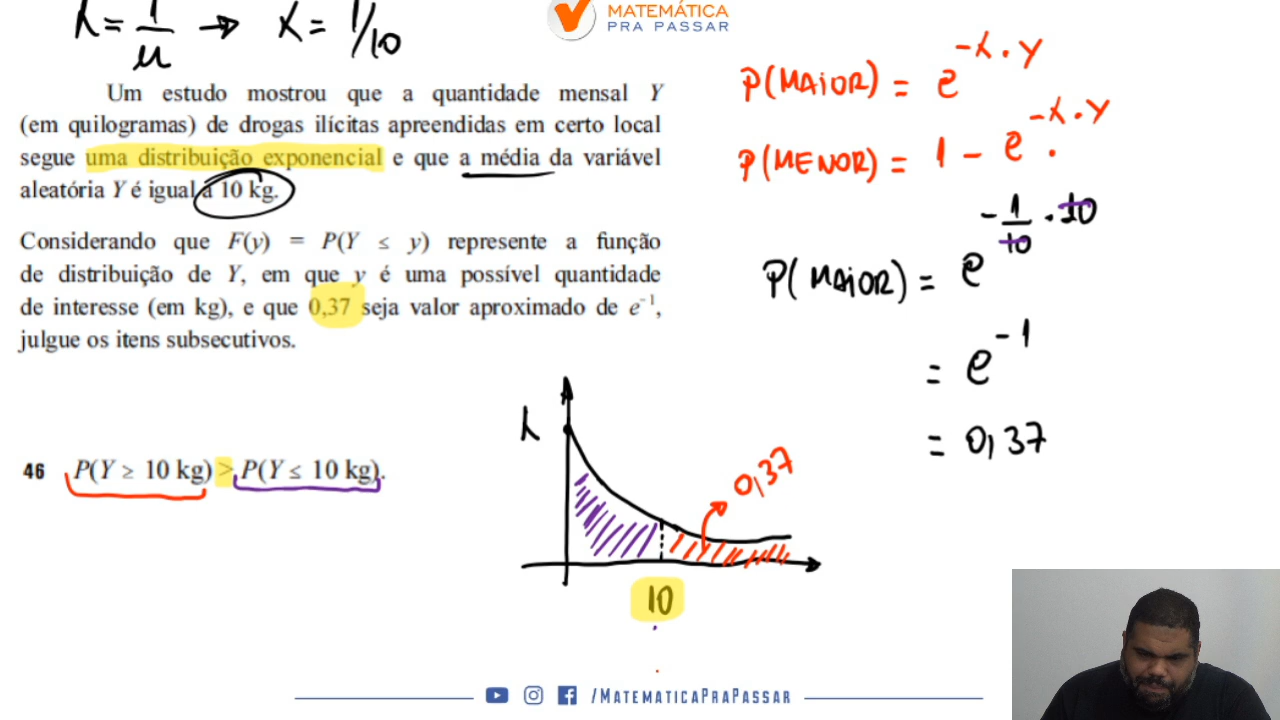 λ = 1/μ → λ = 1/10
MATEMÁTICA
PRA PASSAR
Um estudo mostrou que a quantidade mensal Y
(em quilogramas) de drogas ilícitas apreendidas em certo local
segue uma distribuição exponencial e que a média da variável
aleatória Y é igual a 10 kg.
Considerando que F(y) = P(Y ≤ y) represente a função
de distribuição de Y, em que y é uma possível quantidade
de interesse (em kg), e que 0,37 seja valor aproximado de e⁻¹,
julgue os itens subsecutivos.
46 P(Y ≥ 10 kg) > P(Y ≤ 10 kg).
P(MAIOR) = e^(-λ.Y)
P(MENOR) = 1 - e^(-λ.Y)
P(MAIOR) = e^(-1/10 . 10)
= e^-1
= 0,37
λ
0,37
10
/MATEMATICAPRAPASSAR